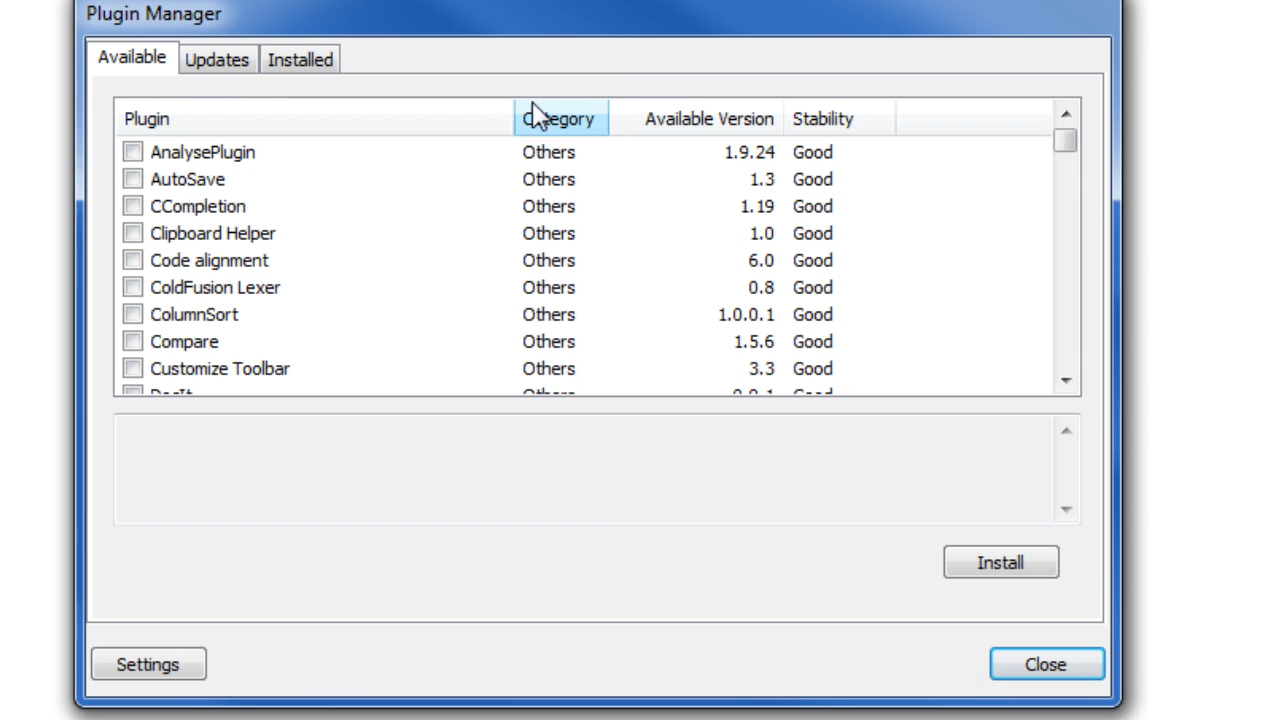 Plugin Manager
Available Updates Installed
Plugin Category Available Version Stability
AnalysePlugin Others 1.9.24 Good
AutoSave Others 1.3 Good
CCompletion Others 1.19 Good
Clipboard Helper Others 1.0 Good
Code alignment Others 6.0 Good
ColdFusion Lexer Others 0.8 Good
ColumnSort Others 1.0.0.1 Good
Compare Others 1.5.6 Good
Customize Toolbar Others 3.3 Good
Install
Settings Close